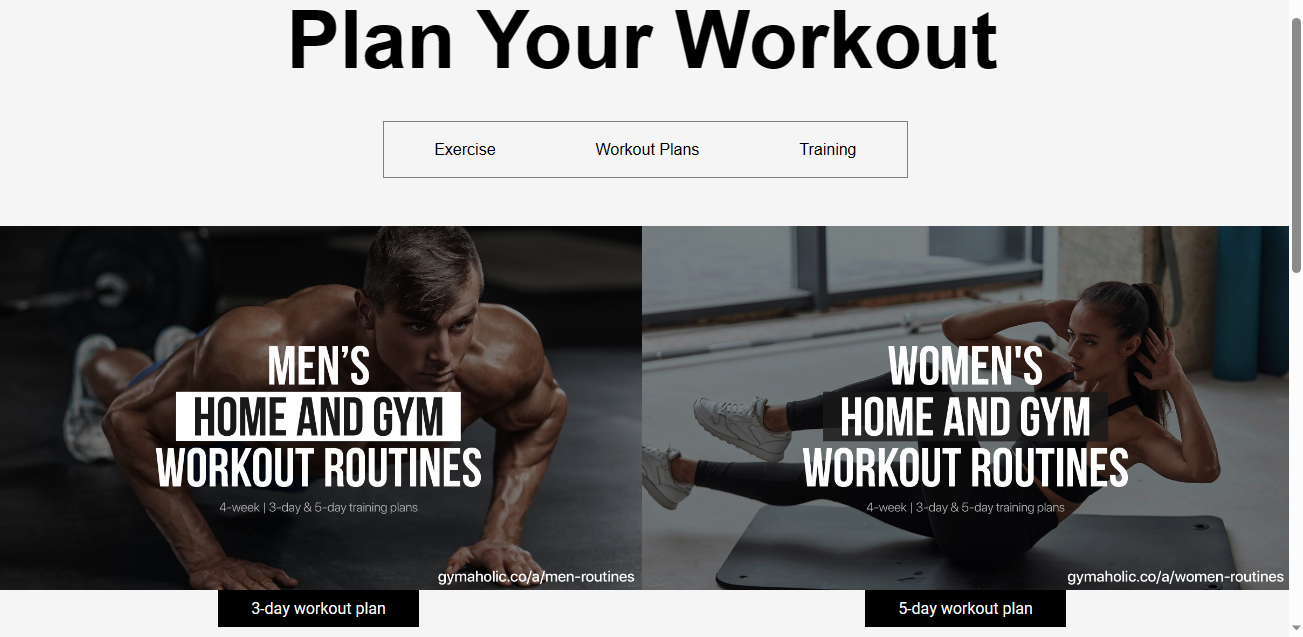 Plan Your Workout
Exercise Workout Plans Training
MEN’S
HOME AND GYM
WORKOUT ROUTINES
4-week | 3-day & 5-day training plans
gymaholic.co/a/men-routines
WOMEN'S
HOME AND GYM
WORKOUT ROUTINES
4-week | 3-day & 5-day training plans
gymaholic.co/a/women-routines
3-day workout plan
5-day workout plan